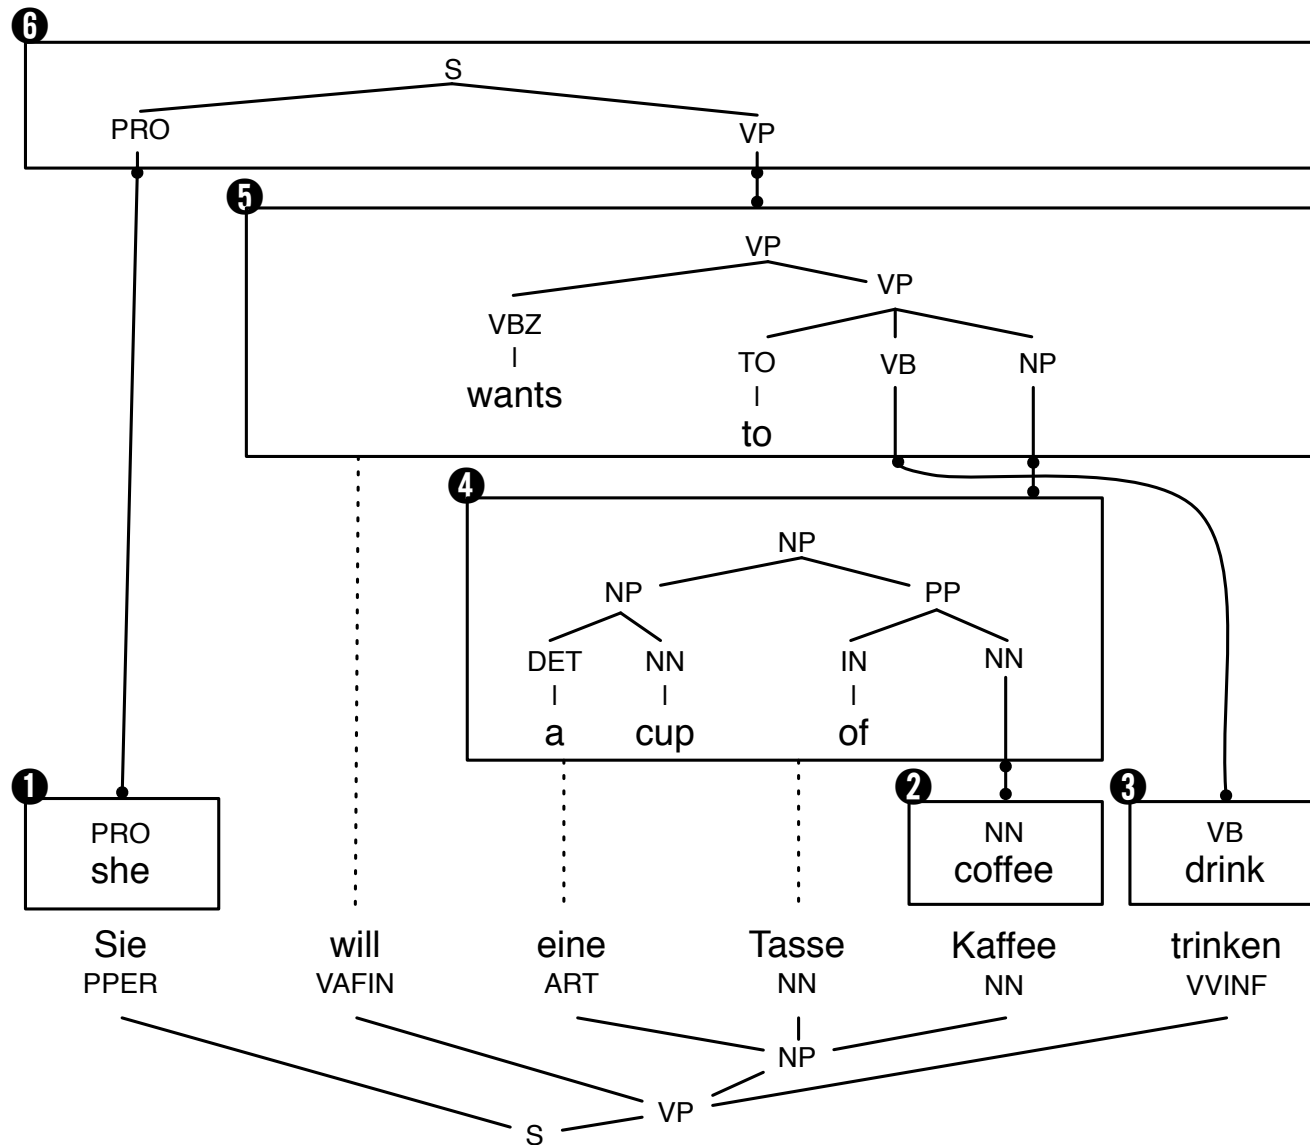 6
S
PRO VP
5
VP
VP
VBZ TO VB NP
wants to
4
NP
NP PP
DET NN IN NN
a cup of
1 2 3
PRO NN VB
she coffee drink
Sie will eine Tasse Kaffee trinken
PPER VAFIN ART NN NN VVINF
NP
VP
S